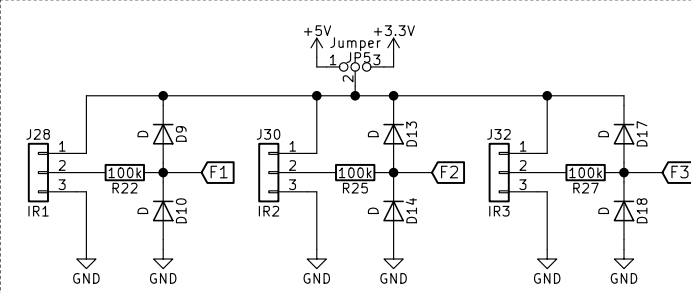 +5V +3.3V
Jumper
JP5
1 3
2
J28 J30 J32
1 D D9 1 D D13 1 D D17
2 100k F1 2 100k F2 2 100k F3
3 R22 3 R25 3 R27
IR1 D D10 IR2 D D14 IR3 D D18
GND GND GND GND GND GND